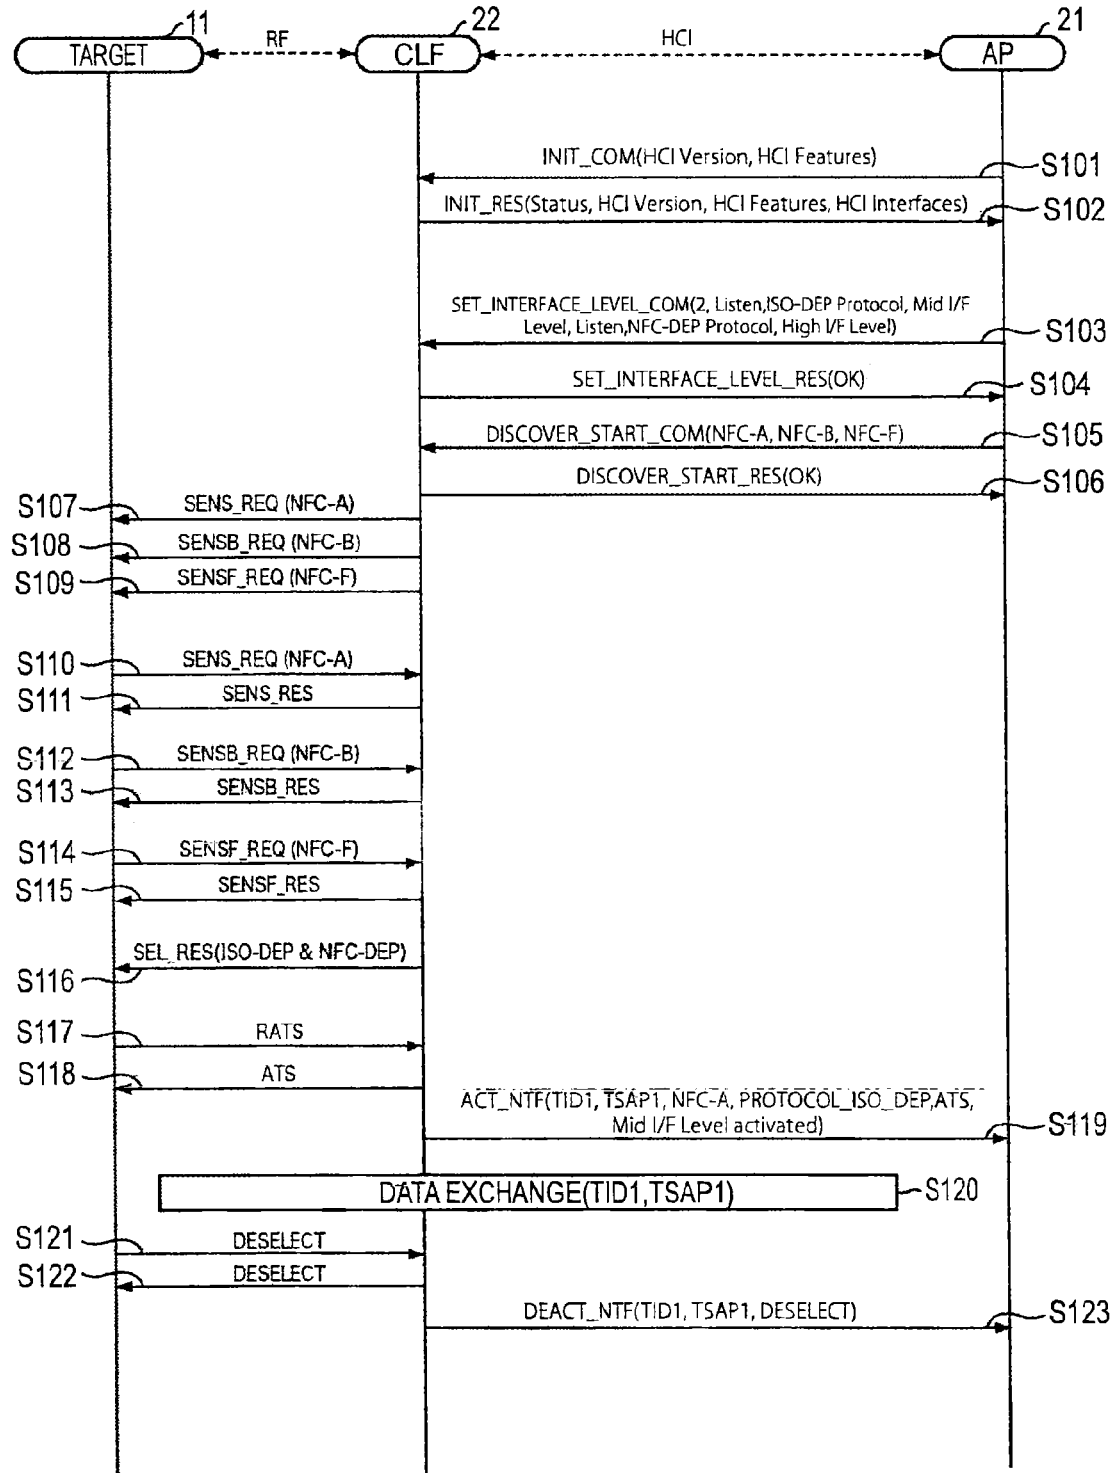 11
22
21
TARGET
RF
CLF
HCI
AP
INIT_COM(HCI Version, HCI Features)
S101
INIT_RES(Status, HCI Version, HCI Features, HCI Interfaces)
S102
SET_INTERFACE_LEVEL_COM(2, Listen,ISO-DEP Protocol, Mid I/F
Level, Listen,NFC-DEP Protocol, High I/F Level)
S103
SET_INTERFACE_LEVEL_RES(OK)
S104
DISCOVER_START_COM(NFC-A, NFC-B, NFC-F)
S105
DISCOVER_START_RES(OK)
S106
S107
SENS_REQ (NFC-A)
S108
SENSB_REQ (NFC-B)
S109
SENSF_REQ (NFC-F)
S110
SENS_REQ (NFC-A)
S111
SENS_RES
S112
SENSB_REQ (NFC-B)
S113
SENSB_RES
S114
SENSF_REQ (NFC-F)
S115
SENSF_RES
SEL_RES(ISO-DEP & NFC-DEP)
S116
S117
RATS
S118
ATS
ACT_NTF(TID1, TSAP1, NFC-A, PROTOCOL_ISO_DEP,ATS,
Mid I/F Level activated)
S119
DATA EXCHANGE(TID1,TSAP1)
S120
S121
DESELECT
S122
DESELECT
DEACT_NTF(TID1, TSAP1, DESELECT)
S123